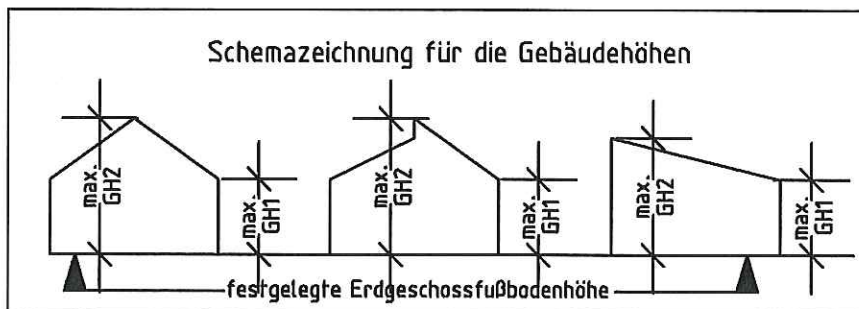 Schemazeichnung für die Gebäudehöhen
max. GH2
max. GH1
max. GH2
max. GH1
max. GH2
max. GH1
festgelegte Erdgeschossfußbodenhöhe